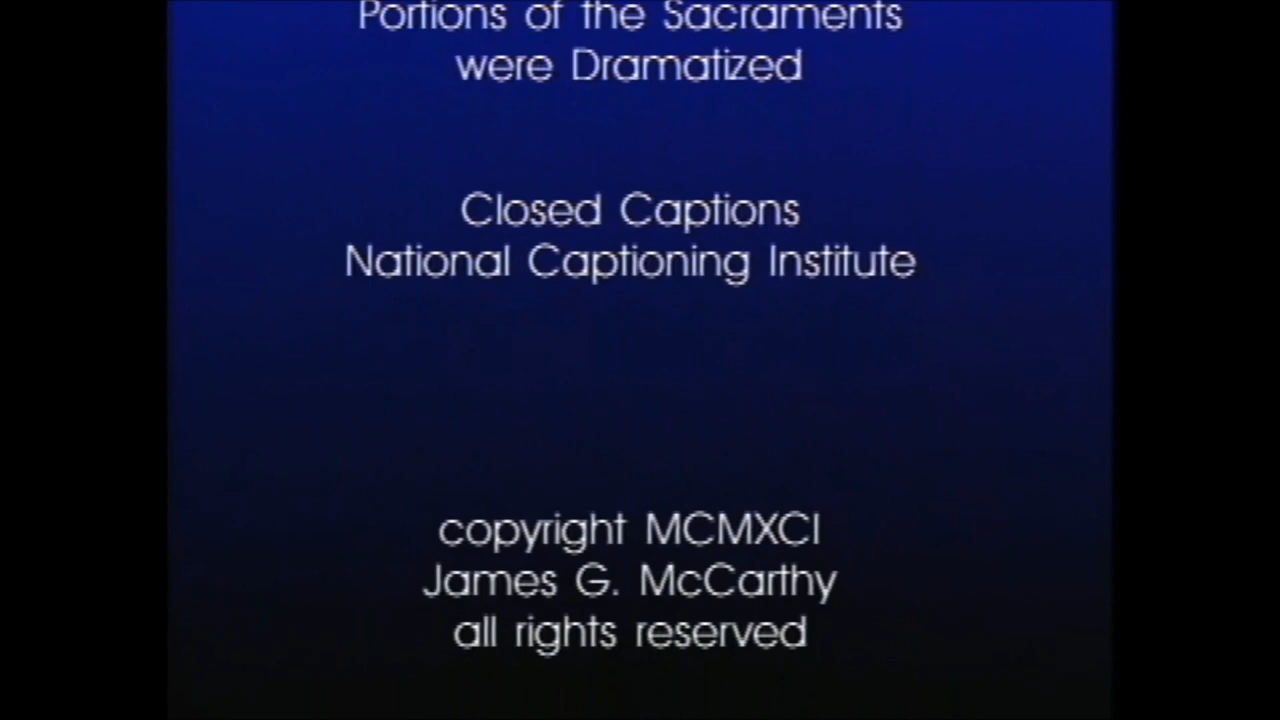 Portions of the Sacraments
were Dramatized
Closed Captions
National Captioning Institute
copyright MCMXCI
James G. McCarthy
all rights reserved